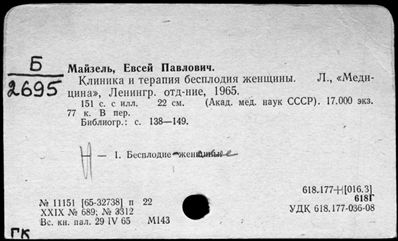 Б
2695
Майзель, Евсей Павлович.
Клиника и терапия бесплодия женщины. Л., «Меди-
цина», Ленингр. отд-ние, 1965.
151 с. с илл. 22 см. (Акад. мед. наук СССР). 17.000 экз.
77 к. В пер.
Библиогр.: с. 138—149.
— 1. Бесплодие женщины
618.177+[016.3]
№ 11151 [65-32738] п 22
618Г
XXIX № 689; № 3312
УДК 618.177-036-08
Вс. кн. пал. 29 IV 65 М143
ГК